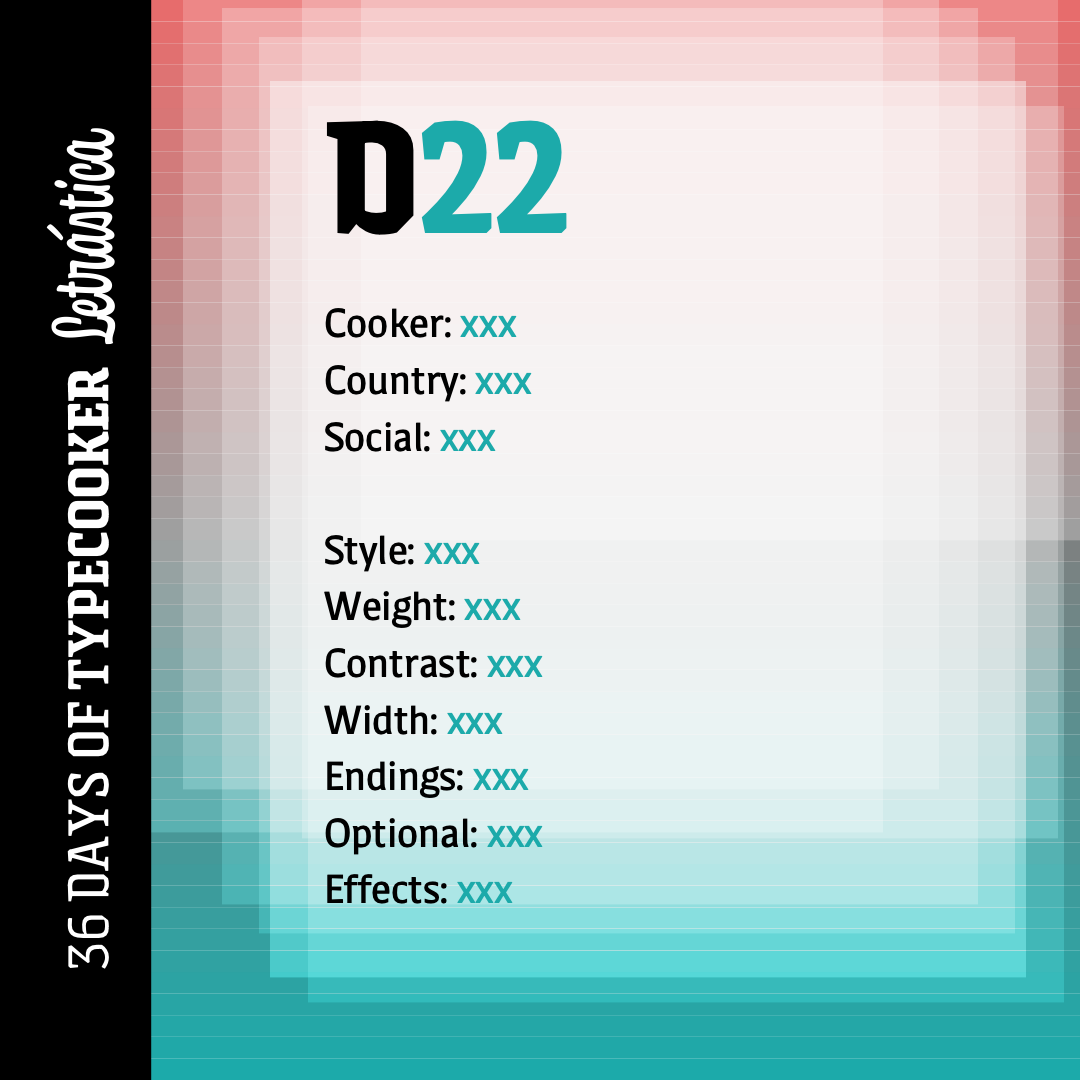 36 DAYS OF TYPECOOKER Letrástica
D22
Cooker: xxx
Country: xxx
Social: xxx
Style: xxx
Weight: xxx
Contrast: xxx
Width: xxx
Endings: xxx
Optional: xxx
Effects: xxx